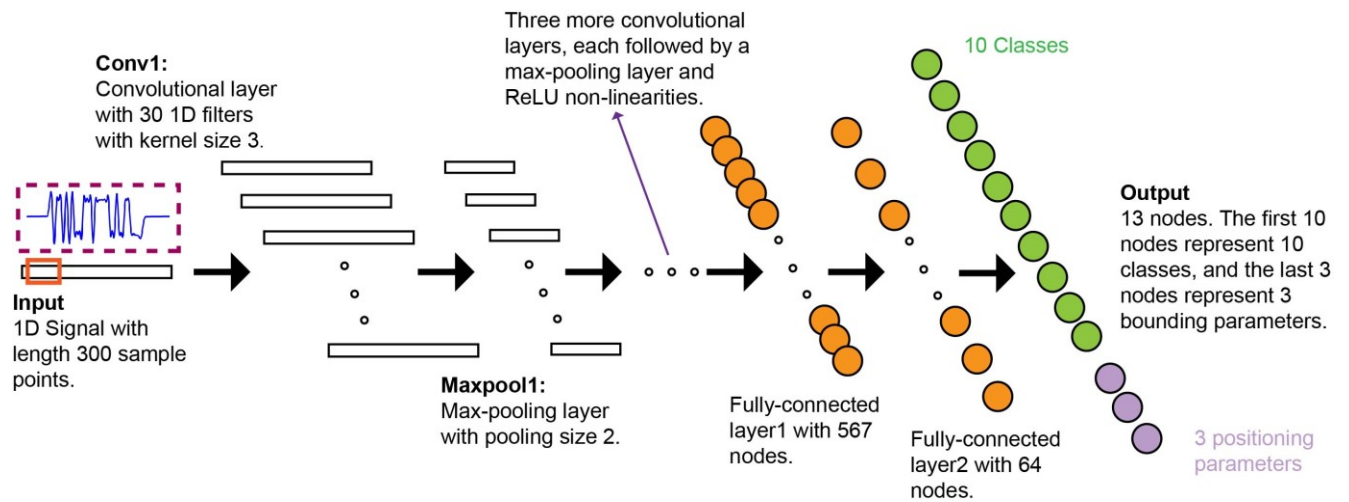 Conv1:
Convolutional layer
with 30 1D filters
with kernel size 3.
Input
1D Signal with
length 300 sample
points.
Maxpool1:
Max-pooling layer
with pooling size 2.
Three more convolutional
layers, each followed by a
max-pooling layer and
ReLU non-linearities.
Fully-connected
layer1 with 567
nodes.
Fully-connected
layer2 with 64
nodes.
10 Classes
Output
13 nodes. The first 10
nodes represent 10
classes, and the last 3
nodes represent 3
bounding parameters.
3 positioning
parameters